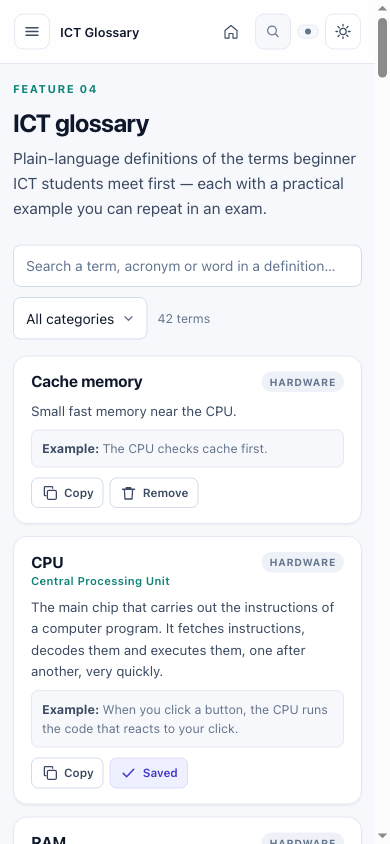 ICT Glossary
FEATURE 04
ICT glossary
Plain-language definitions of the terms beginner
ICT students meet first — each with a practical
example you can repeat in an exam.
Search a term, acronym or word in a definition...
All categories
42 terms
Cache memory
HARDWARE
Small fast memory near the CPU.
Example: The CPU checks cache first.
Copy
Remove
CPU
HARDWARE
Central Processing Unit
The main chip that carries out the instructions of
a computer program. It fetches instructions,
decodes them and executes them, one after
another, very quickly.
Example: When you click a button, the CPU runs
the code that reacts to your click.
Copy
Saved
RAM
HARDWARE